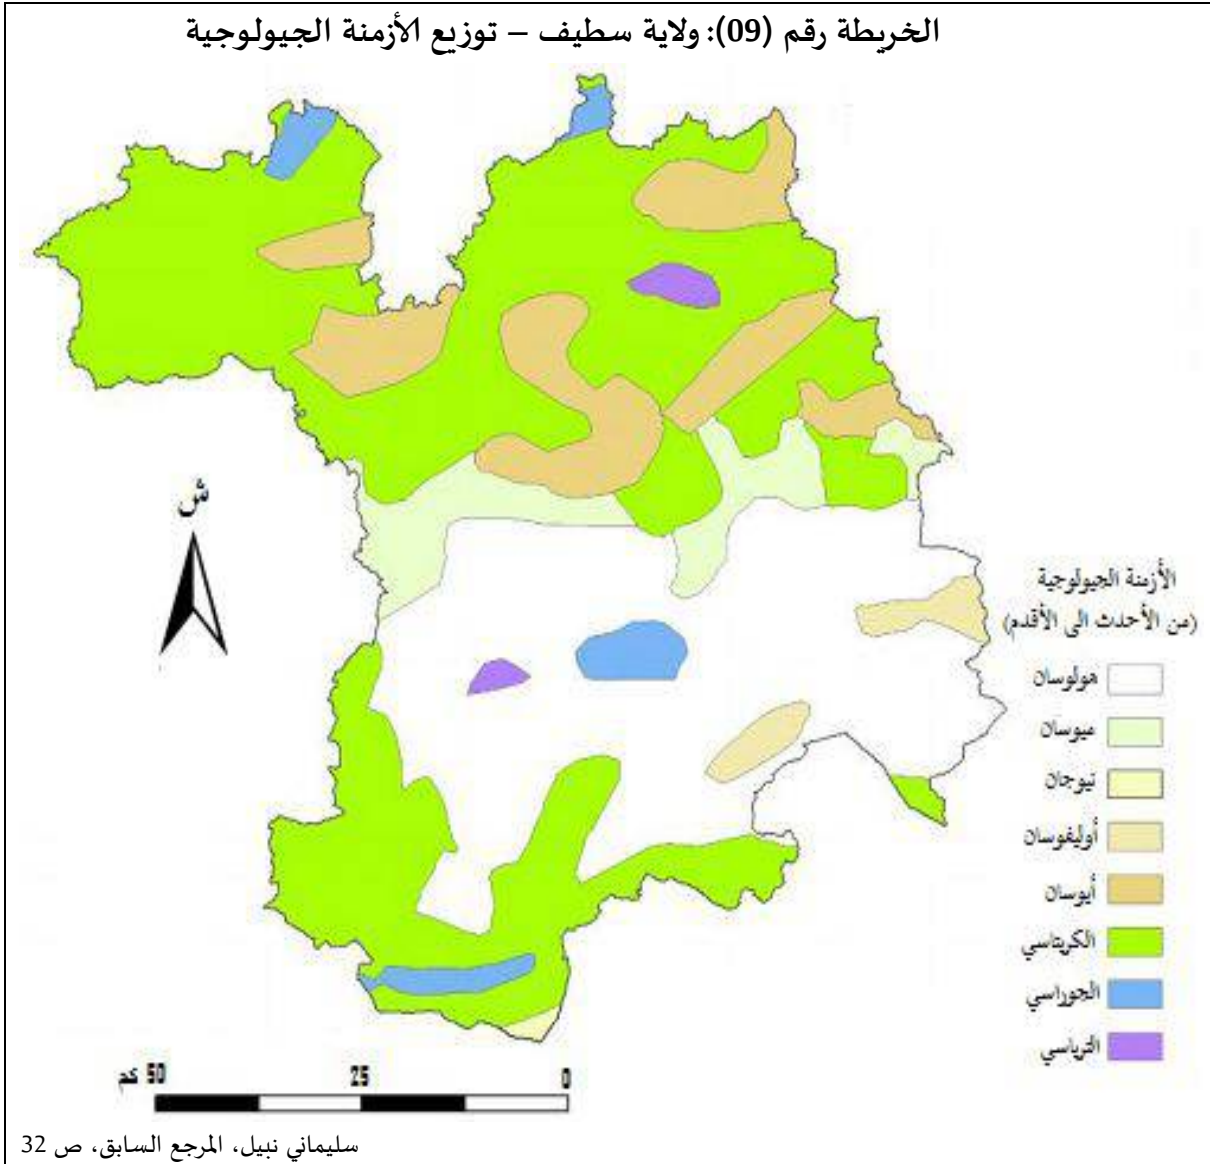 الخريطة رقم (09): ولاية سطيف – توزيع الأزمنة الجيولوجية
ش
الأزمنة الجيولوجية
(من الأحدث الى الأقدم)
هولوسان
ميوسان
نيوجان
أوليغوسان
أيوسان
الكريتاسي
الجوراسي
الترياسي
50 كم 25 0
سليماني نبيل، المرجع السابق، ص 32